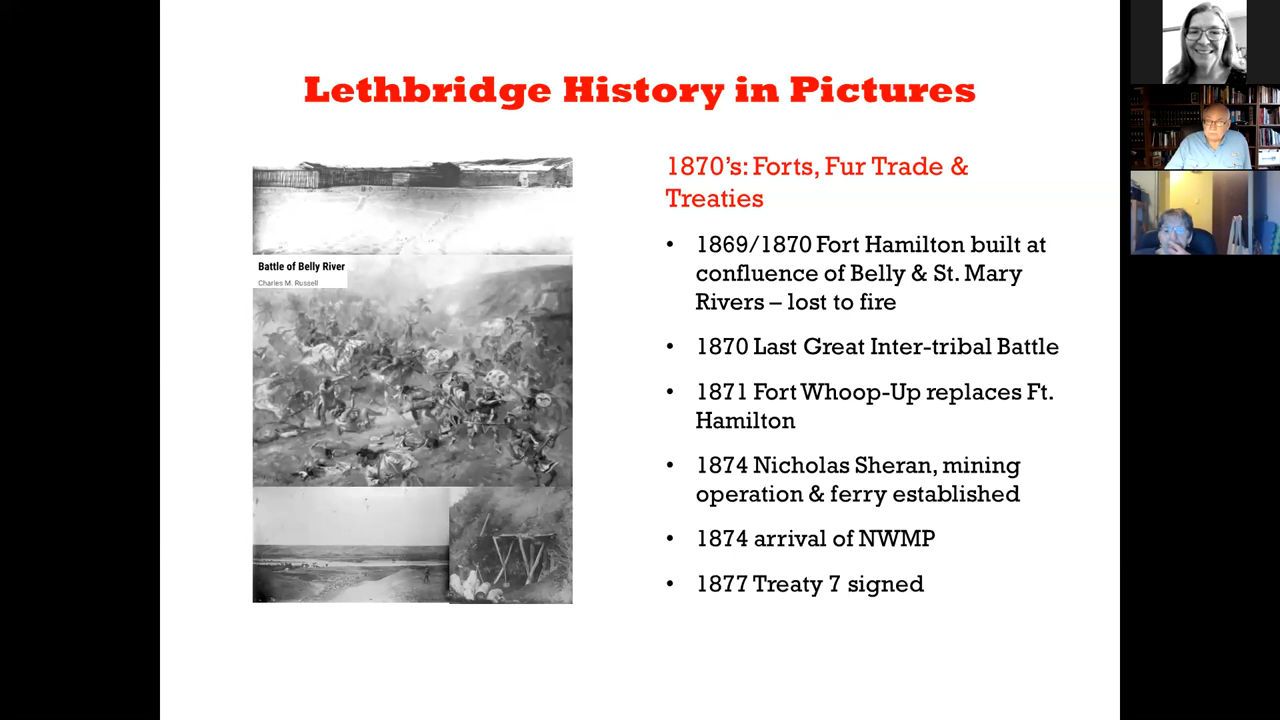 Lethbridge History in Pictures
Battle of Belly River
Charles M. Russell
1870's: Forts, Fur Trade &
Treaties
• 1869/1870 Fort Hamilton built at
confluence of Belly & St. Mary
Rivers – lost to fire
• 1870 Last Great Inter-tribal Battle
• 1871 Fort Whoop-Up replaces Ft.
Hamilton
• 1874 Nicholas Sheran, mining
operation & ferry established
• 1874 arrival of NWMP
• 1877 Treaty 7 signed